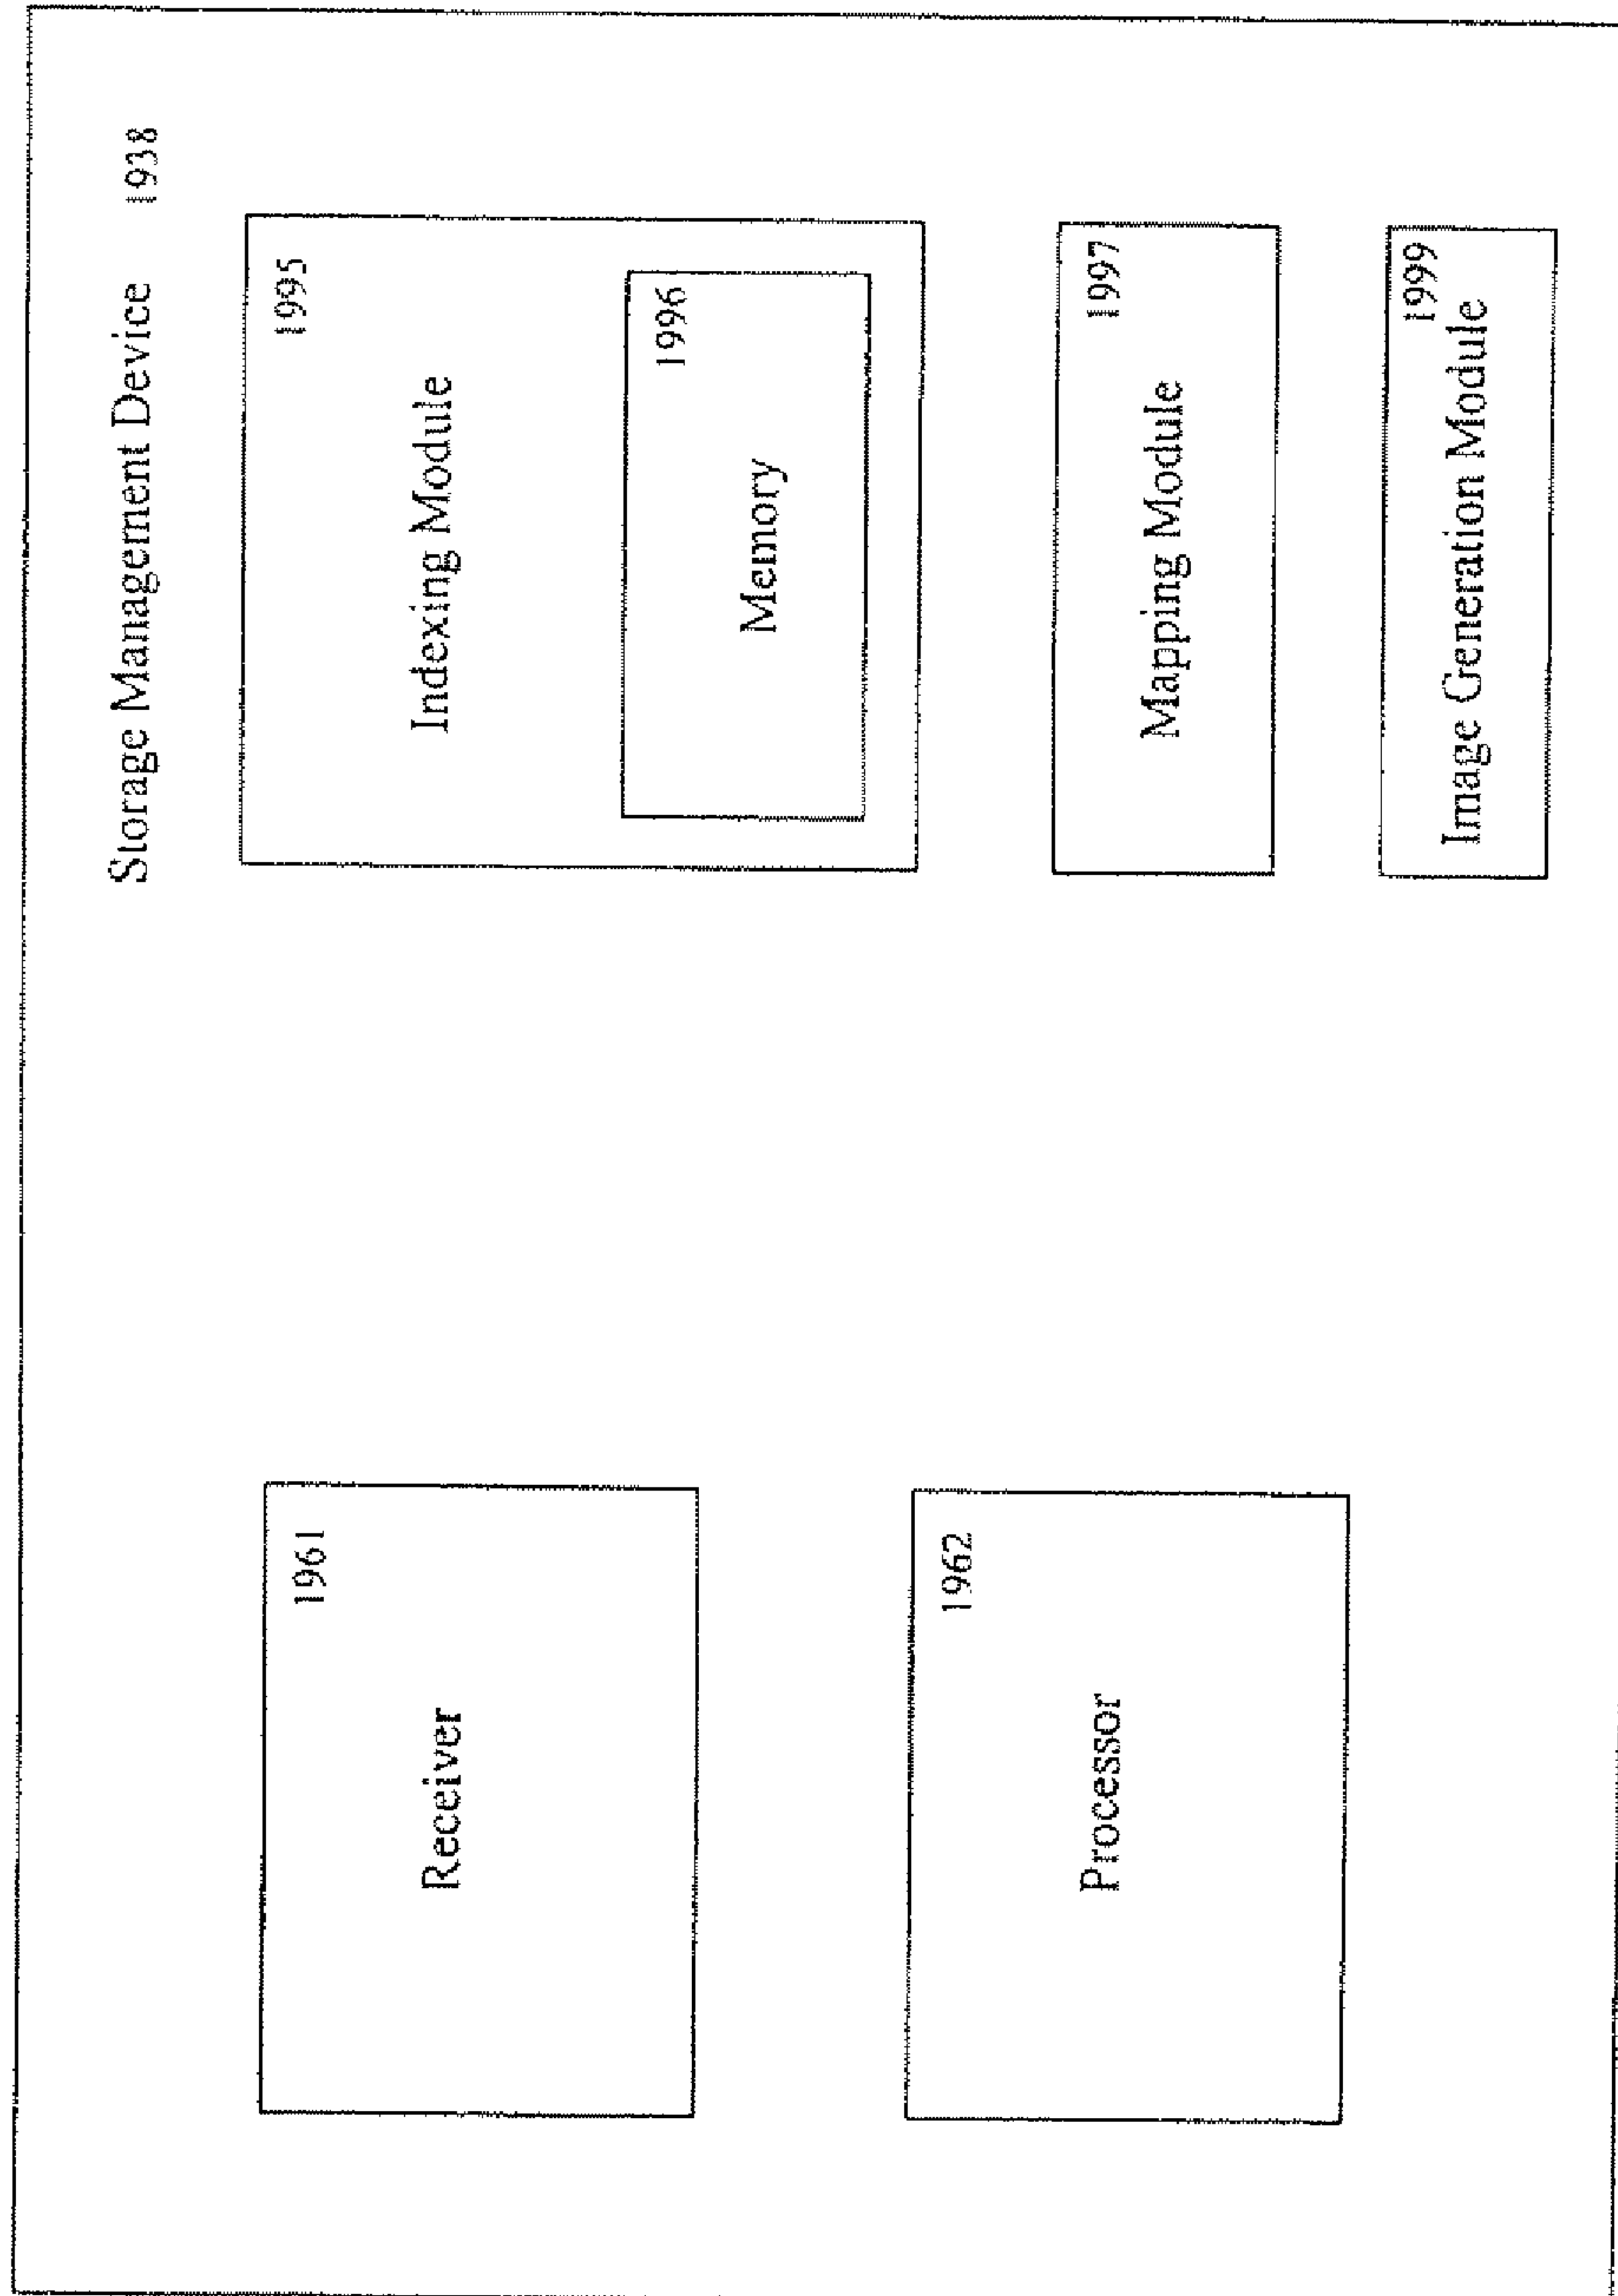 Storage Management Device 1938
1961
Receiver
1962
Processor
1995
Indexing Module
1996
Memory
1997
Mapping Module
1999
Image Generation Module